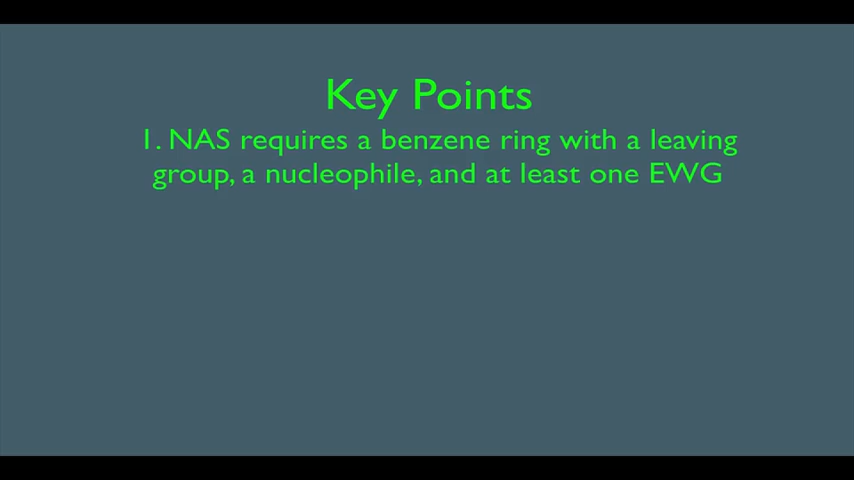 Key Points
1. NAS requires a benzene ring with a leaving
group, a nucleophile, and at least one EWG